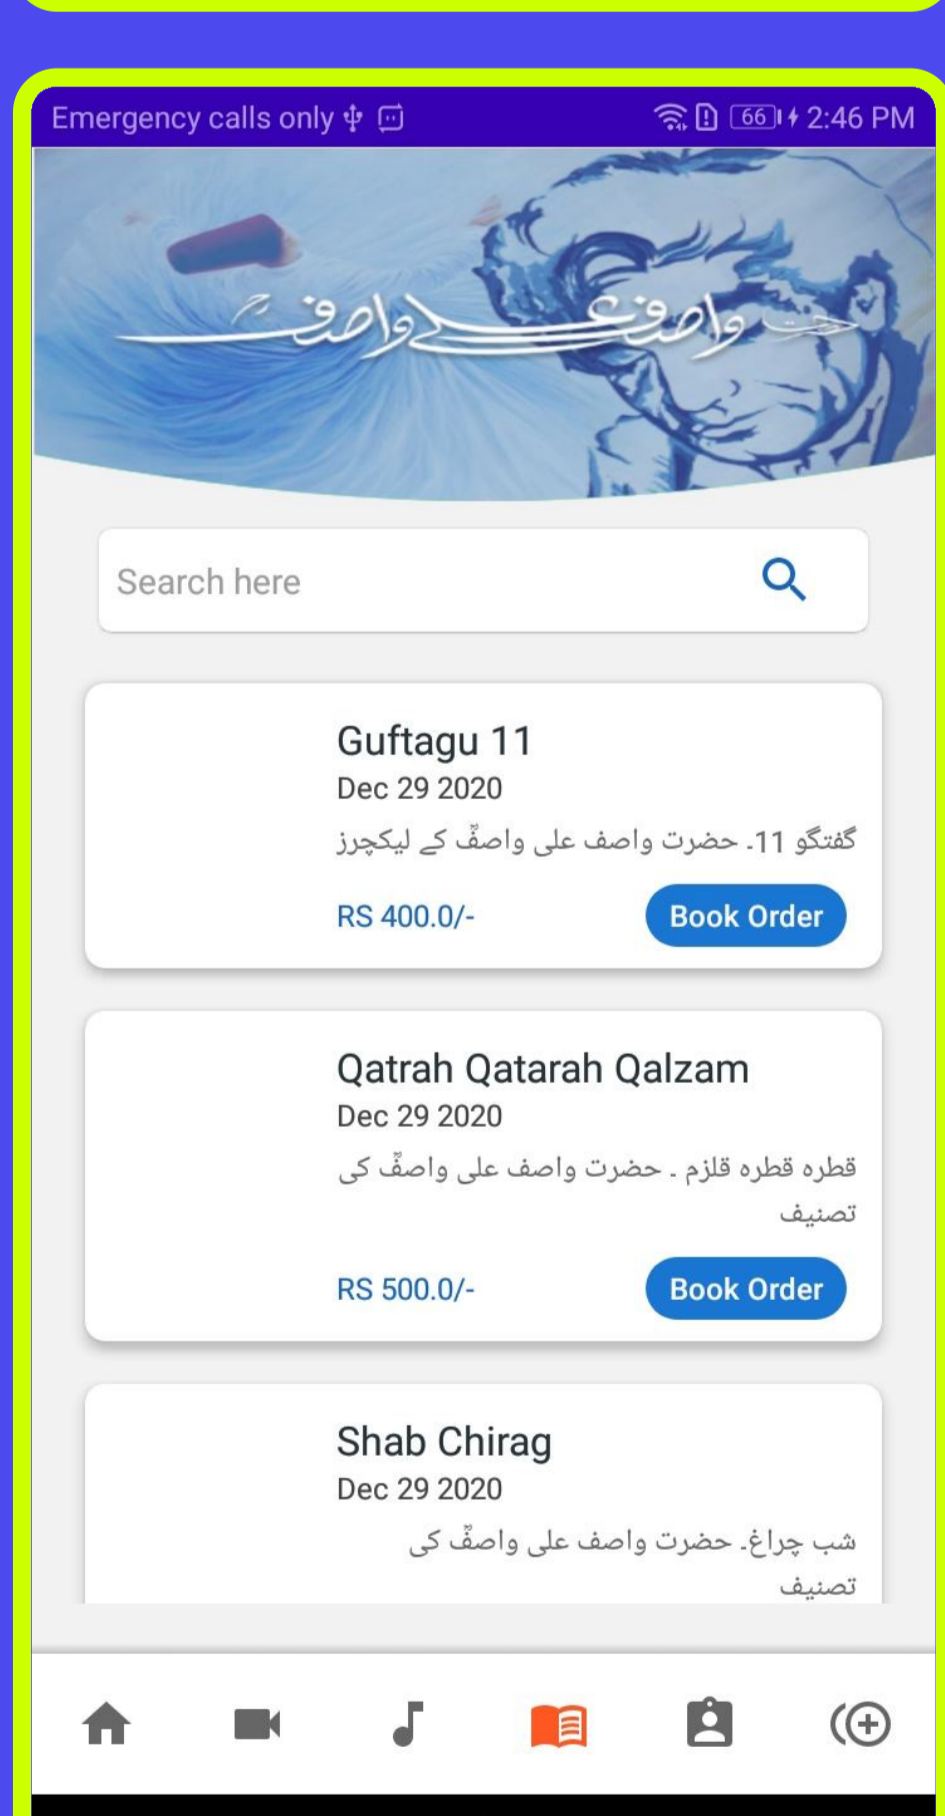 Emergency calls only
66 2:46 PM
حضرت واصف علی واصفؒ
Search here
Guftagu 11
Dec 29 2020
گفتگو 11۔ حضرت واصف علی واصفؒ کے لیکچرز
RS 400.0/-
Book Order
Qatrah Qatarah Qalzam
Dec 29 2020
قطره قطره قلزم ۔ حضرت واصف علی واصفؒ کی
تصنیف
RS 500.0/-
Book Order
Shab Chirag
Dec 29 2020
شب چراغ۔ حضرت واصف علی واصفؒ کی
تصنیف